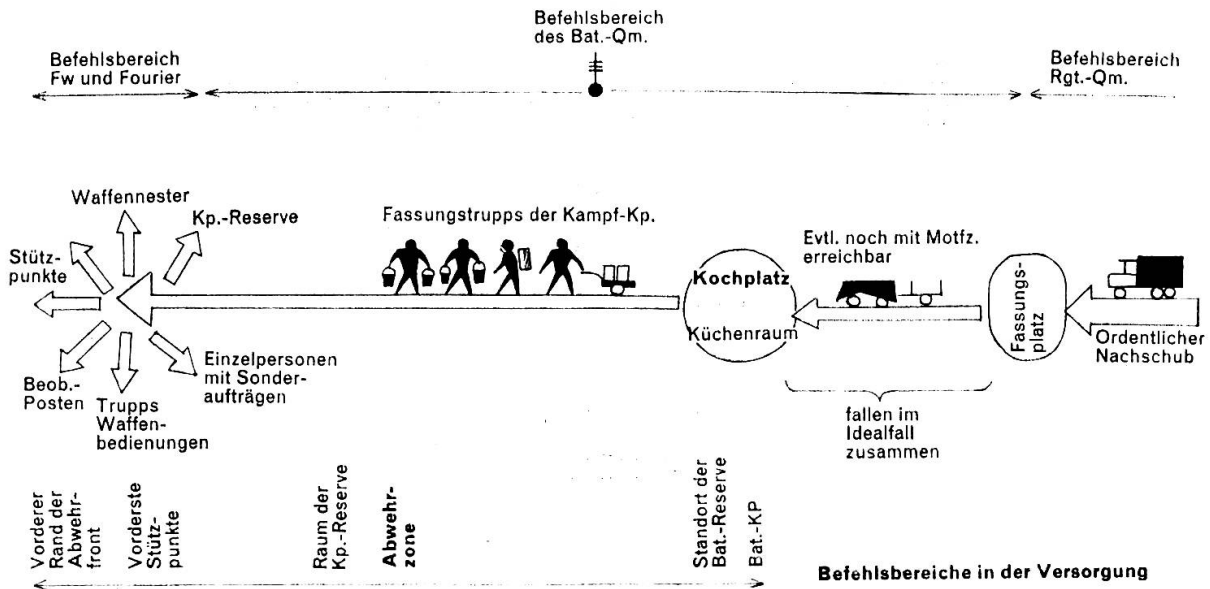 Befehlsbereich
des Bat.-Qm.
Befehlsbereich
Fw und Fourier
Befehlsbereich
Rgt.-Qm.
Waffennester
Kp.-Reserve
Stütz-
punkte
Fassungstrupps der Kampf-Kp.
Evtl. noch mit Motfz.
erreichbar
Kochplatz
Küchenraum
Fassungs-
platz
Ordentlicher
Nachschub
Beob.-
Posten
Trupps
Waffen-
bedienungen
Einzelpersonen
mit Sonder-
aufträgen
fallen im
Idealfall
zusammen
Vorderer
Rand der
Abwehr-
front
Vorderste
Stütz-
punkte
Raum der
Kp.-Reserve
Abwehr-
zone
Standort der
Bat.-Reserve
Bat.-KP
Befehlsbereiche in der Versorgung